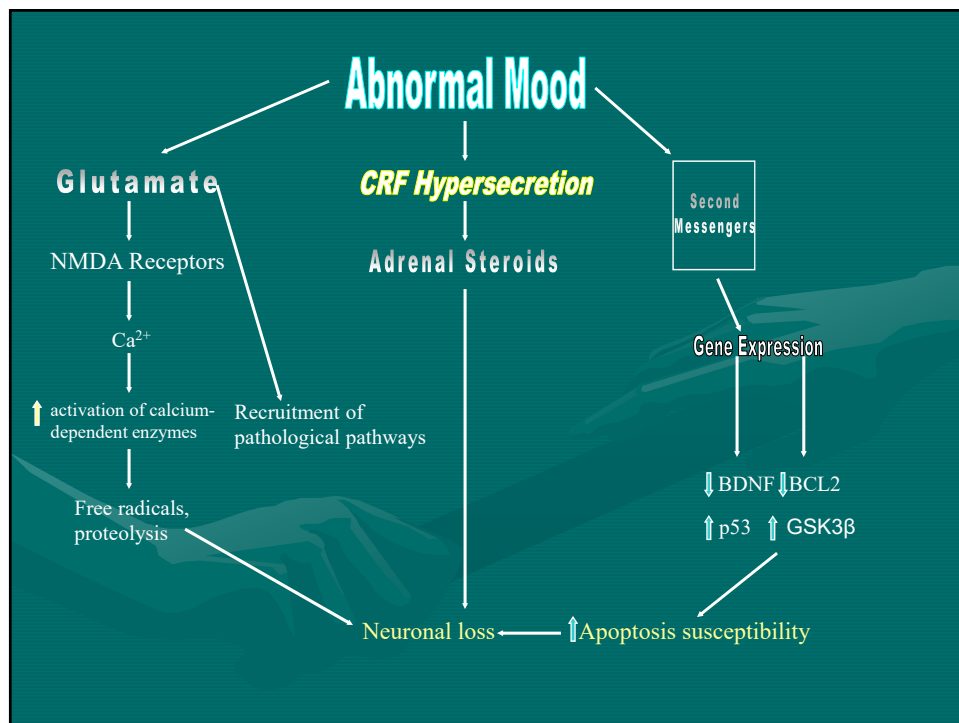 Abnormal Mood
Glutamate
CRF Hypersecretion
Second
Messengers
NMDA Receptors
Adrenal Steroids
Ca²⁺
Gene Expression
activation of calcium-
dependent enzymes
Recruitment of
pathological pathways
BDNF BCL2
p53 GSK3β
Free radicals,
proteolysis
Neuronal loss
Apoptosis susceptibility